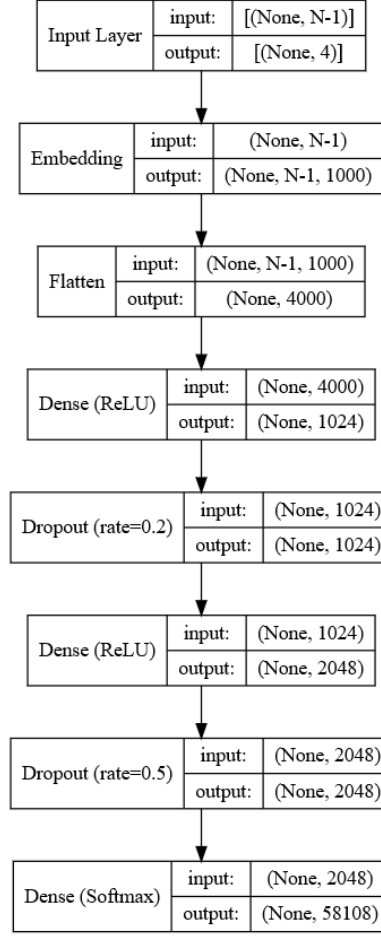 Input Layer
input: [(None, N-1)]
output: [(None, 4)]
Embedding
input: (None, N-1)
output: (None, N-1, 1000)
Flatten
input: (None, N-1, 1000)
output: (None, 4000)
Dense (ReLU)
input: (None, 4000)
output: (None, 1024)
Dropout (rate=0.2)
input: (None, 1024)
output: (None, 1024)
Dense (ReLU)
input: (None, 1024)
output: (None, 2048)
Dropout (rate=0.5)
input: (None, 2048)
output: (None, 2048)
Dense (Softmax)
input: (None, 2048)
output: (None, 58108)